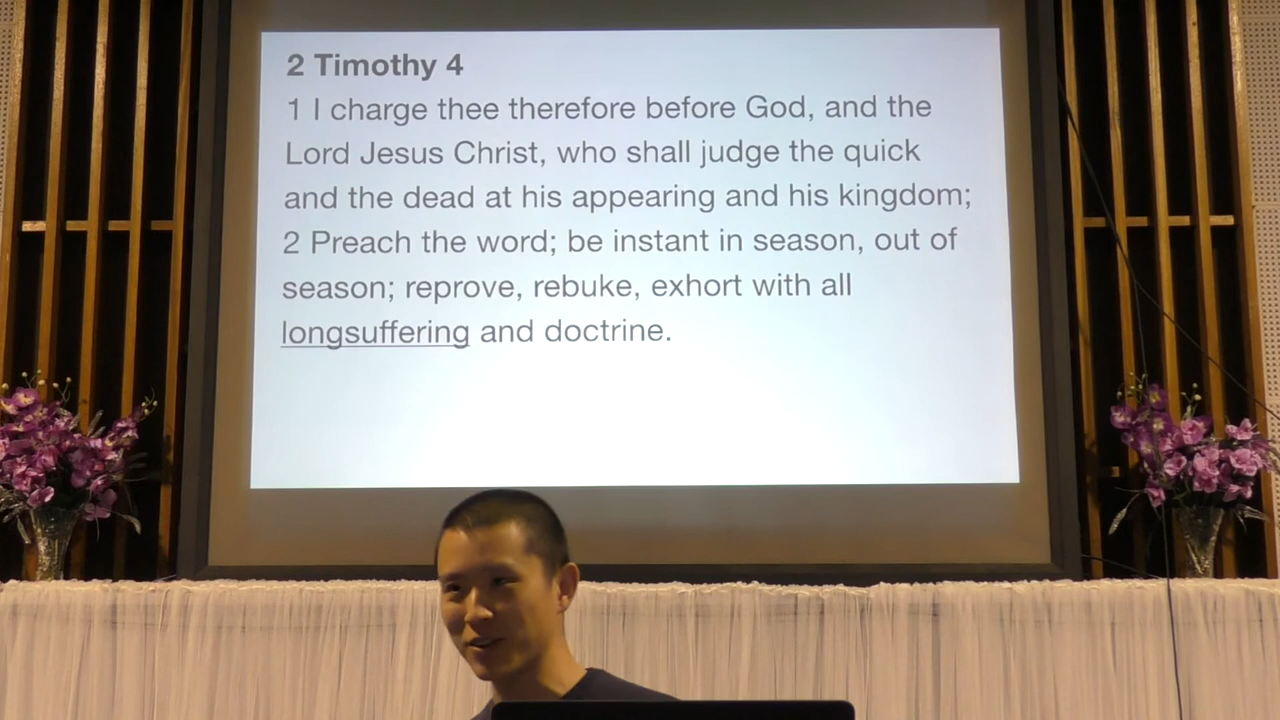 2 Timothy 4
1 I charge thee therefore before God, and the
Lord Jesus Christ, who shall judge the quick
and the dead at his appearing and his kingdom;
2 Preach the word; be instant in season, out of
season; reprove, rebuke, exhort with all
longsuffering and doctrine.